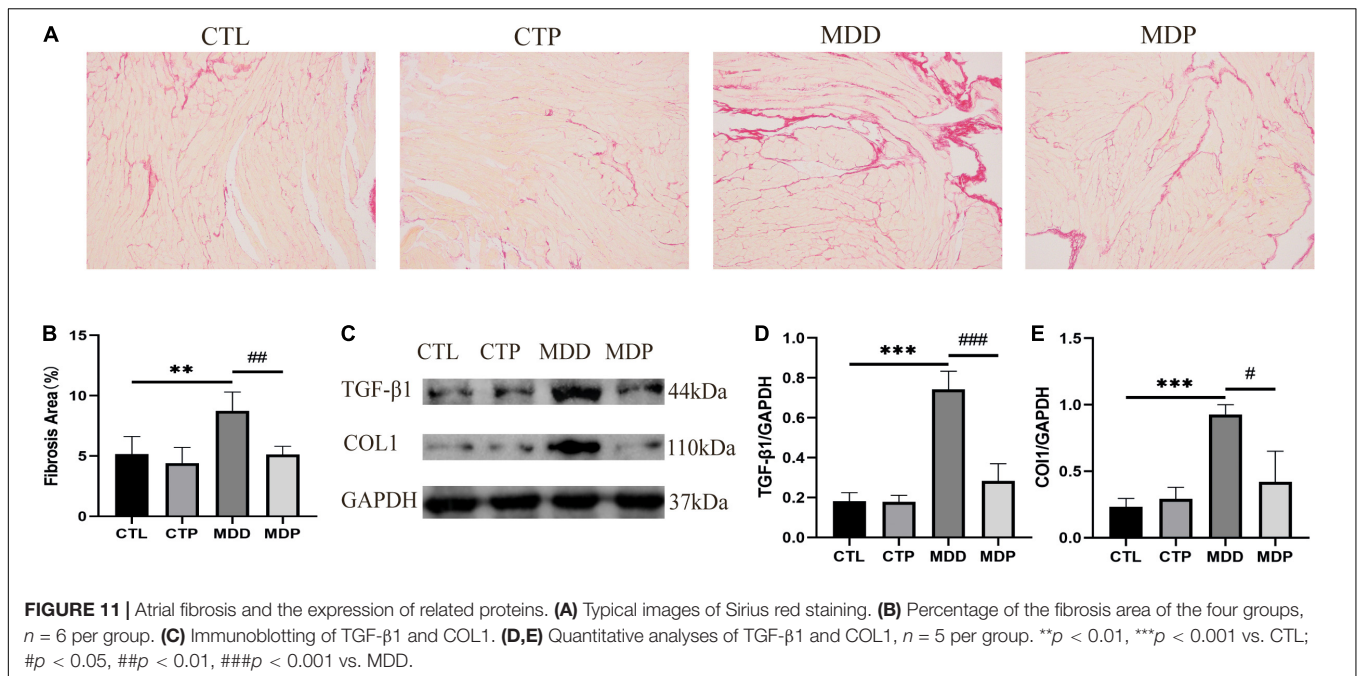 A
CTL CTP MDD MDP
B
15
10
5
0
Fibrosis Area(%)
**
##
CTL CTP MDD MDP
C
CTL CTP MDD MDP
TGF-β1 44kDa
COL1 110kDa
GAPDH 37kDa
D
1.0
0.8
0.6
0.4
0.2
0.0
TGF-β1/GAPDH
***
###
CTL CTP MDD MDP
E
1.5
1.0
0.5
0.0
COl1/GAPDH
***
#
CTL CTP MDD MDP
FIGURE 11 | Atrial fibrosis and the expression of related proteins. (A) Typical images of Sirius red staining. (B) Percentage of the fibrosis area of the four groups,
n = 6 per group. (C) Immunoblotting of TGF-β1 and COL1. (D,E) Quantitative analyses of TGF-β1 and COL1, n = 5 per group. **p < 0.01, ***p < 0.001 vs. CTL;
#p < 0.05, ##p < 0.01, ###p < 0.001 vs. MDD.